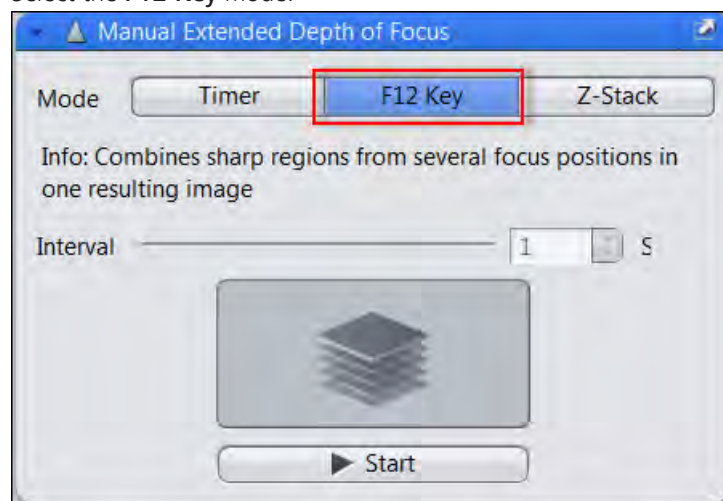 Select the F12 Key mode.
Manual Extended Depth of Focus
Mode Timer F12 Key Z-Stack
Info: Combines sharp regions from several focus positions in
one resulting image
Interval 1 S
Start